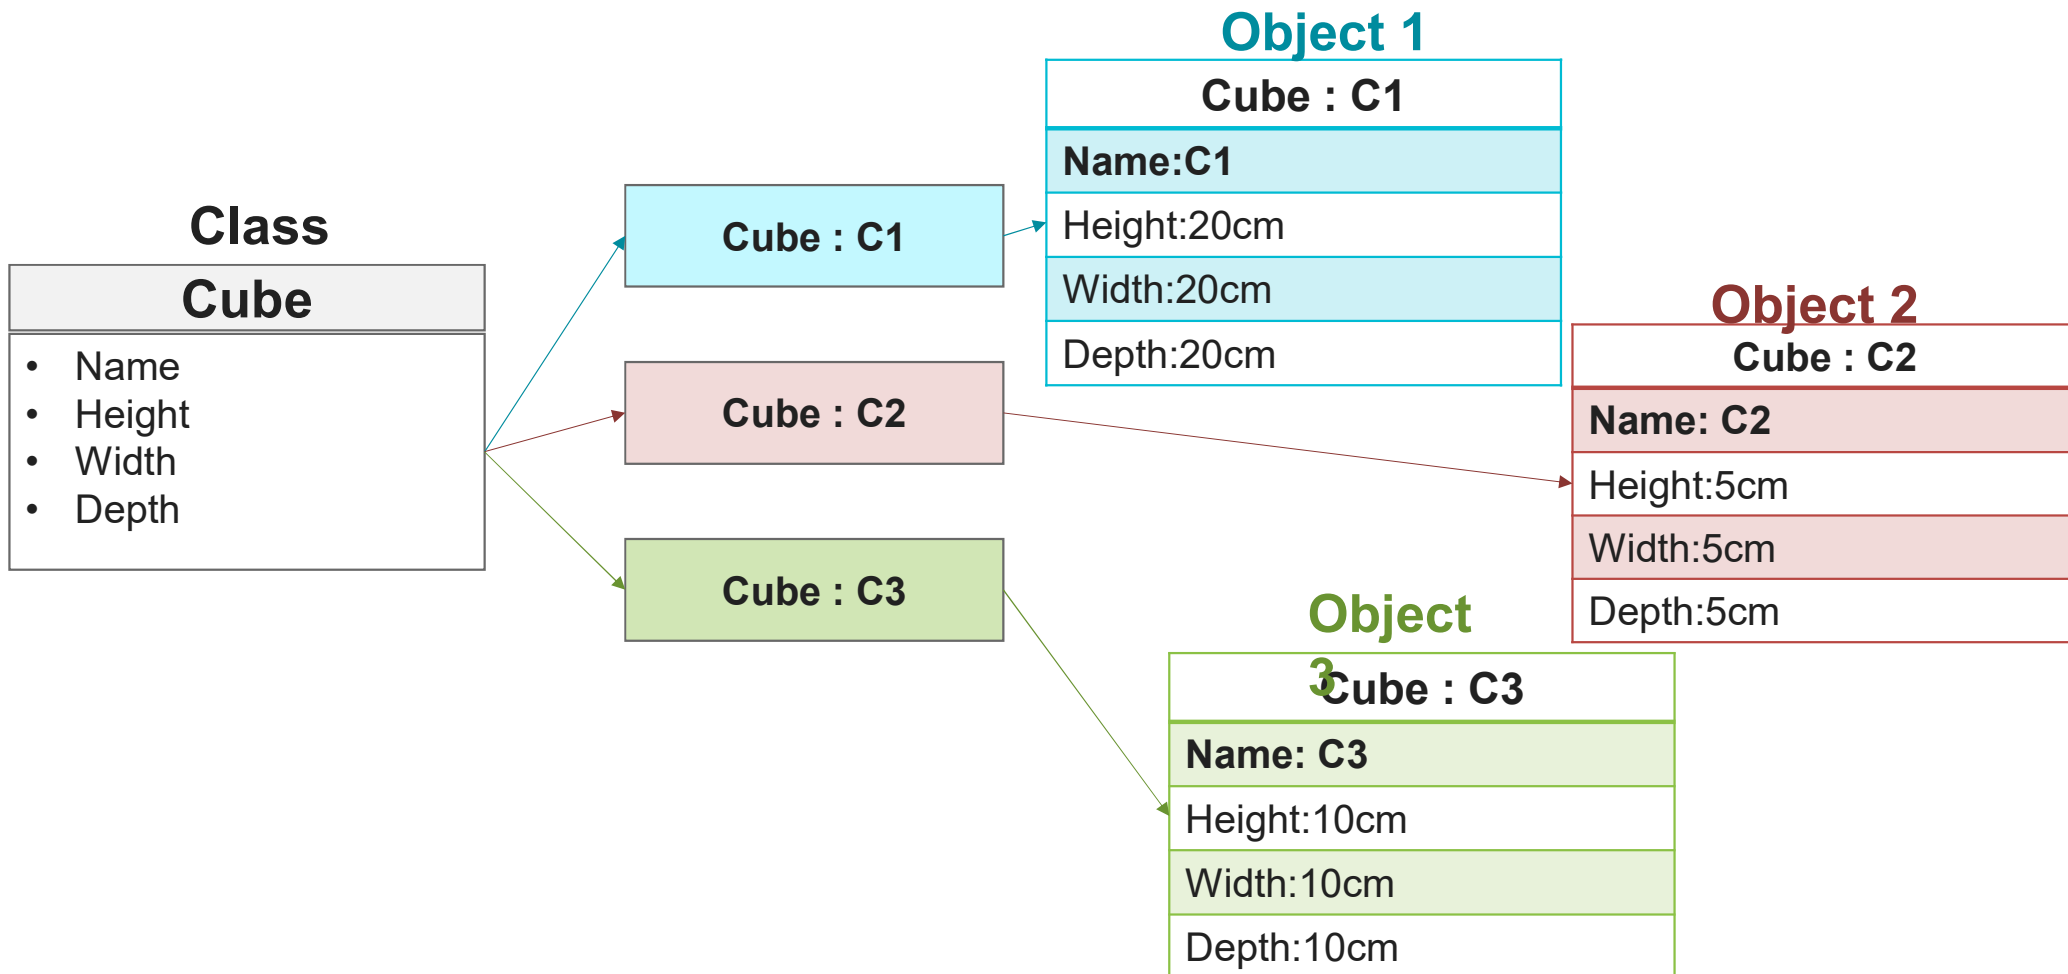 Class
Cube
• Name
• Height
• Width
• Depth
Cube : C1
Cube : C2
Cube : C3
Object 1
Cube : C1
Name:C1
Height:20cm
Width:20cm
Depth:20cm
Object 2
Cube : C2
Name: C2
Height:5cm
Width:5cm
Depth:5cm
Object
3
Cube : C3
Name: C3
Height:10cm
Width:10cm
Depth:10cm